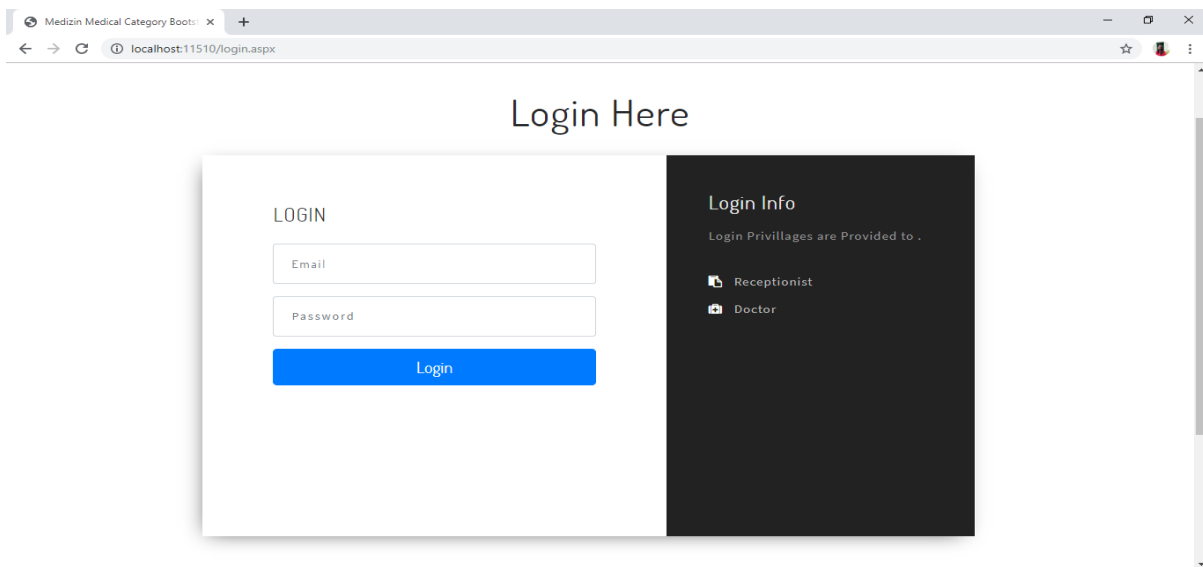 Medizin Medical Category Boots
localhost:11510/login.aspx
Login Here
LOGIN
Email
Password
Login
Login Info
Login Privillages are Provided to .
Receptionist
Doctor